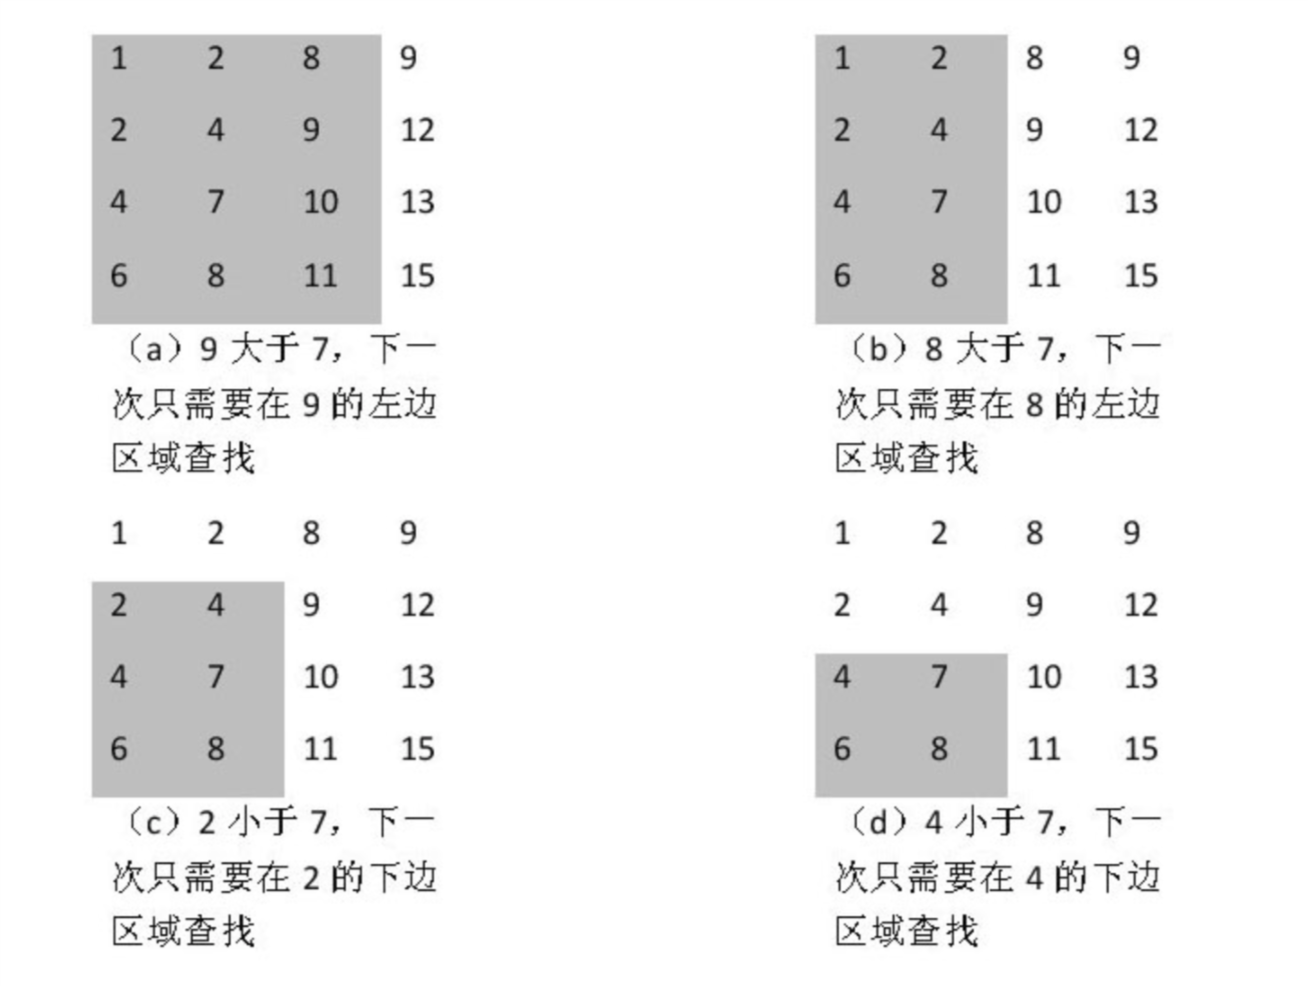 1 2 8 9
2 4 9 12
4 7 10 13
6 8 11 15
（a）9 大于 7，下一
次只需要在 9 的左边
区域查找
1 2 8 9
2 4 9 12
4 7 10 13
6 8 11 15
（b）8 大于 7，下一
次只需要在 8 的左边
区域查找
1 2 8 9
2 4 9 12
4 7 10 13
6 8 11 15
（c）2 小于 7，下一
次只需要在 2 的下边
区域查找
1 2 8 9
2 4 9 12
4 7 10 13
6 8 11 15
（d）4 小于 7，下一
次只需要在 4 的下边
区域查找